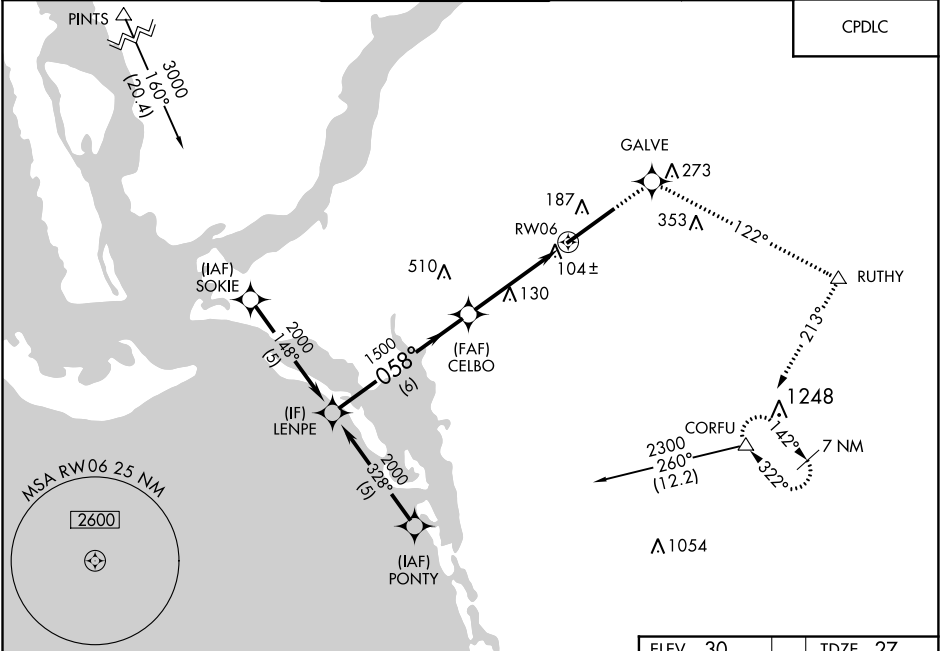 PINTS
3000
160°
(20.4)
CPDLC
GALVE
273
187
353
RW06
122°
104±
510
130
RUTHY
(IAF)
SOKIE
2000
148°
(5)
(FAF)
CELBO
213°
1500
058°
(6)
(IF)
LENPE
1248
CORFU
142°
7 NM
322°
2300
260°
(12.2)
2000
328°
(5)
MSA RW06 25 NM
2600
(IAF)
PONTY
1054
ELEV 30
TDZE 27